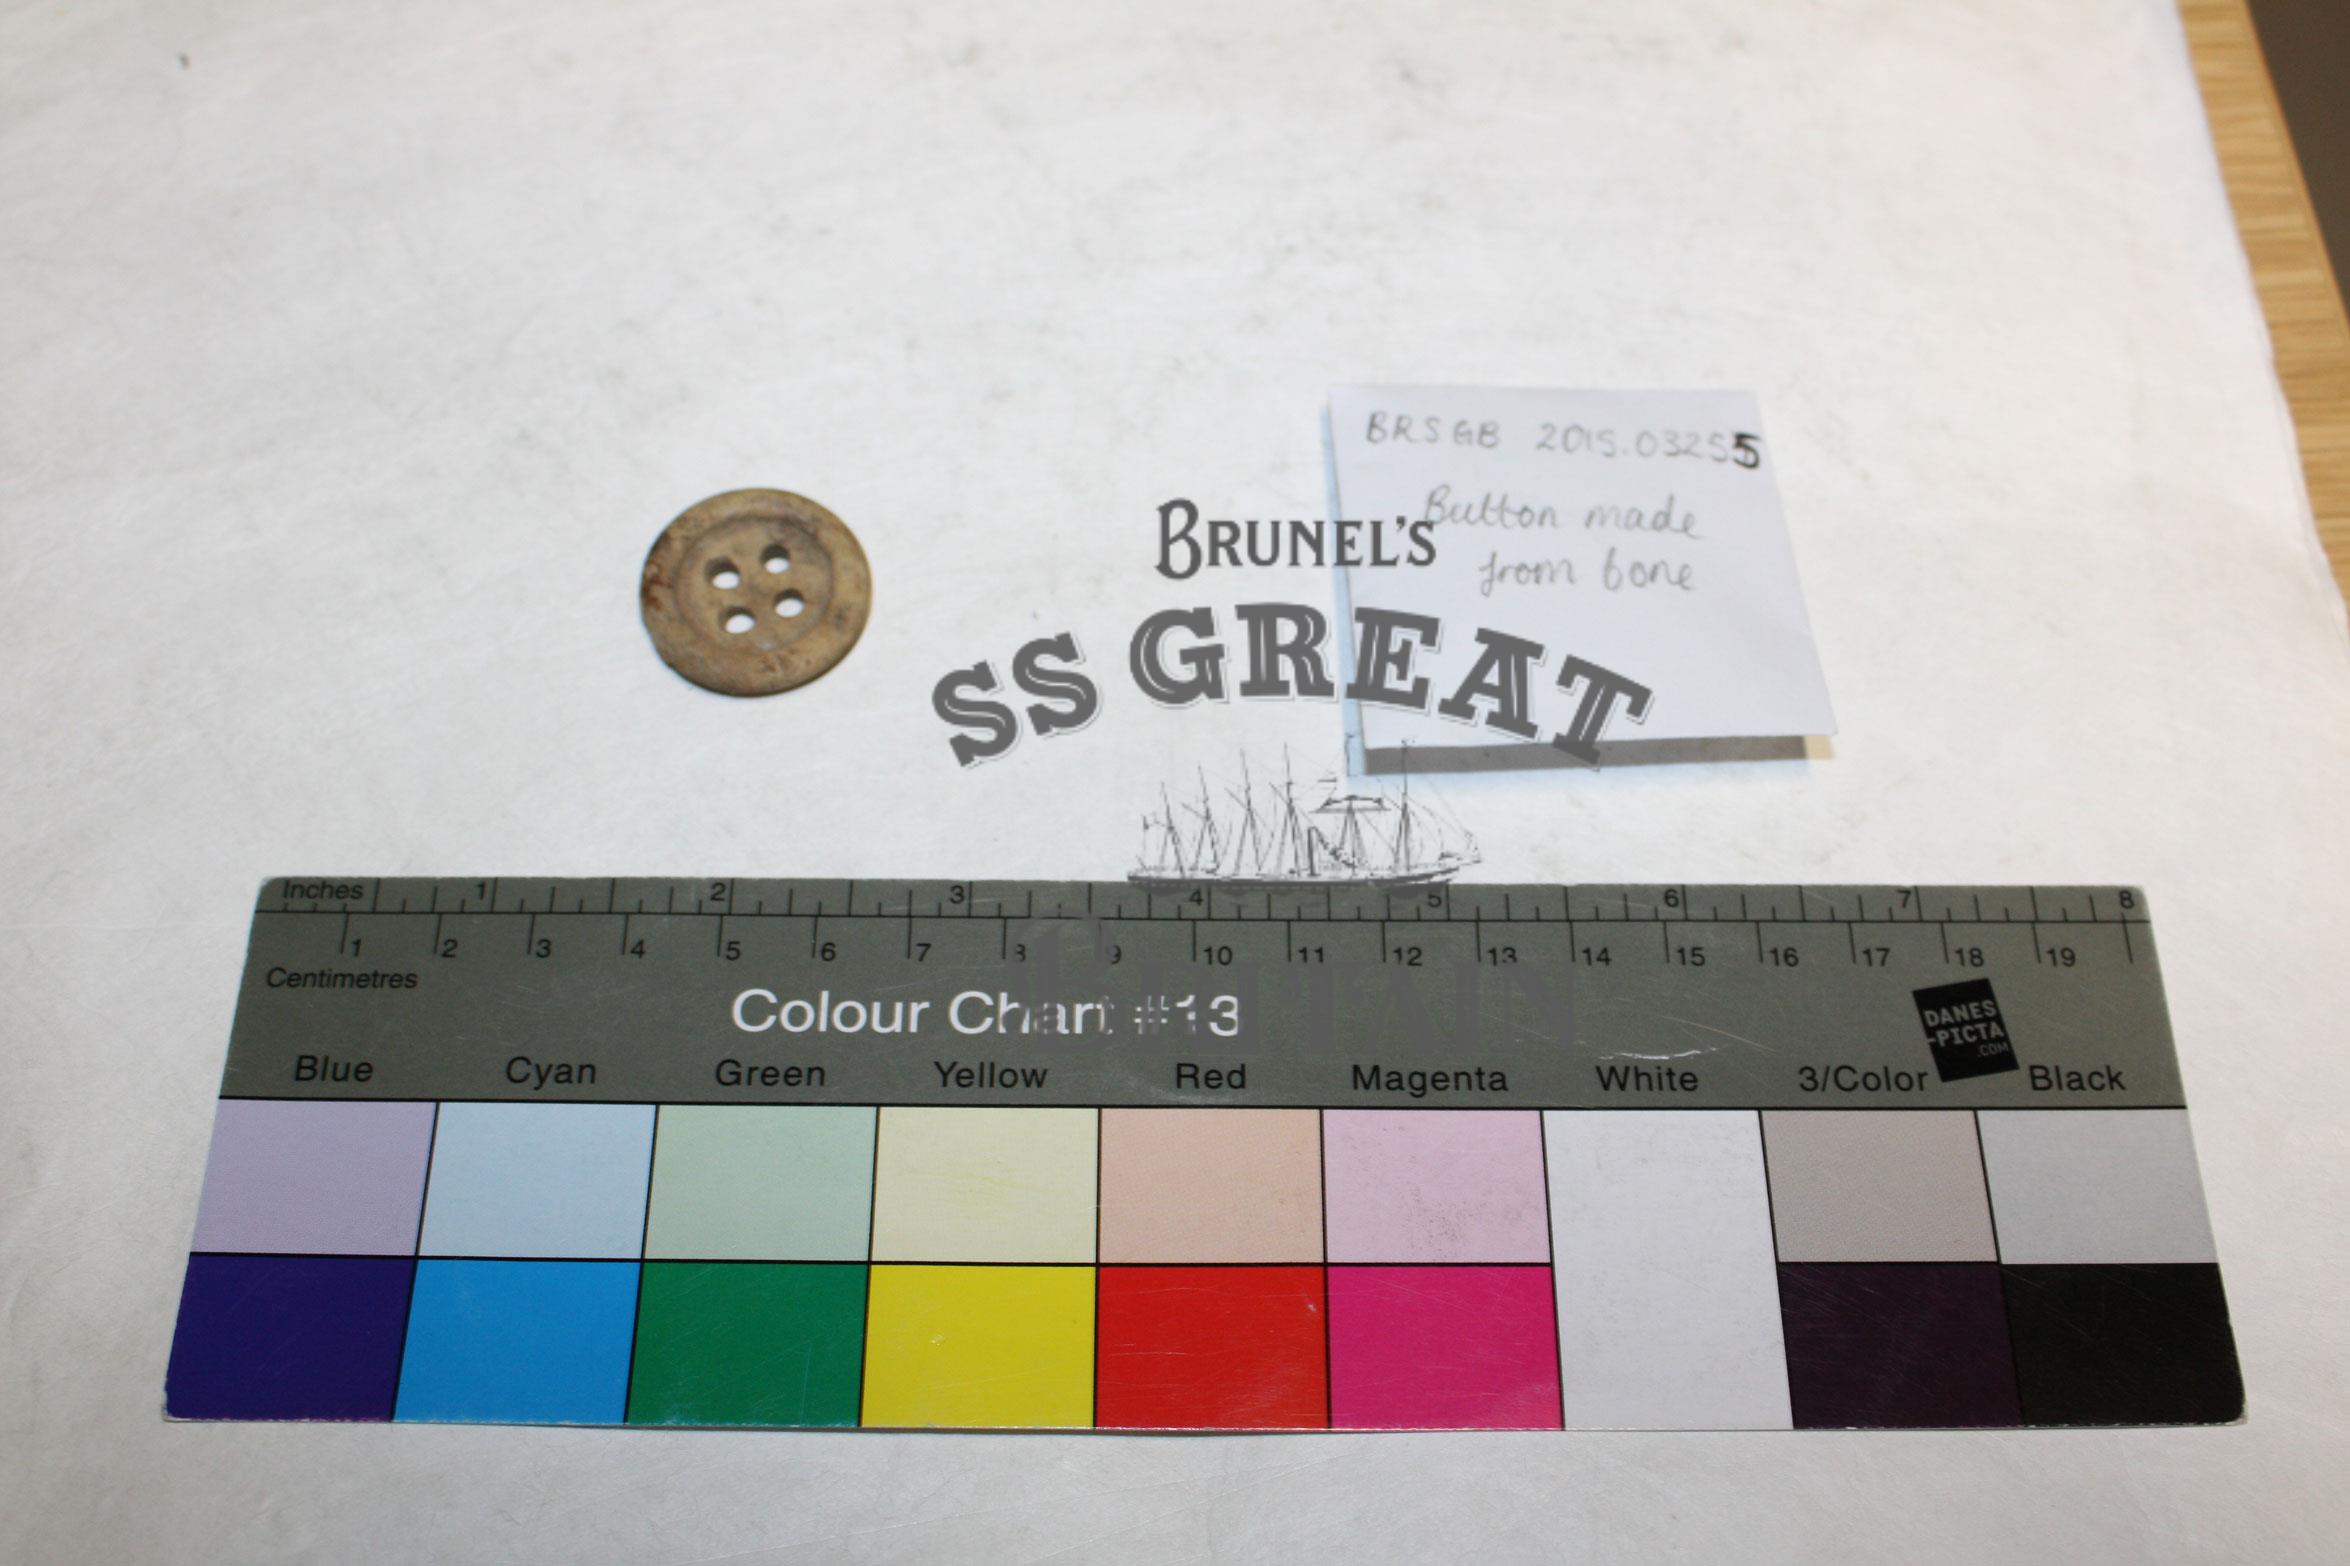 BRSGB 2015.03255
Button made
from bone
BRUNEL'S
SS GREAT
BRITAIN
Inches 1 2 3 4 5 6 7 8
1 2 3 4 5 6 7 8 9 10 11 12 13 14 15 16 17 18 19
Centimetres
Colour Chart #13
DANES
-PICTA
.COM
Blue Cyan Green Yellow Red Magenta White 3/Color Black